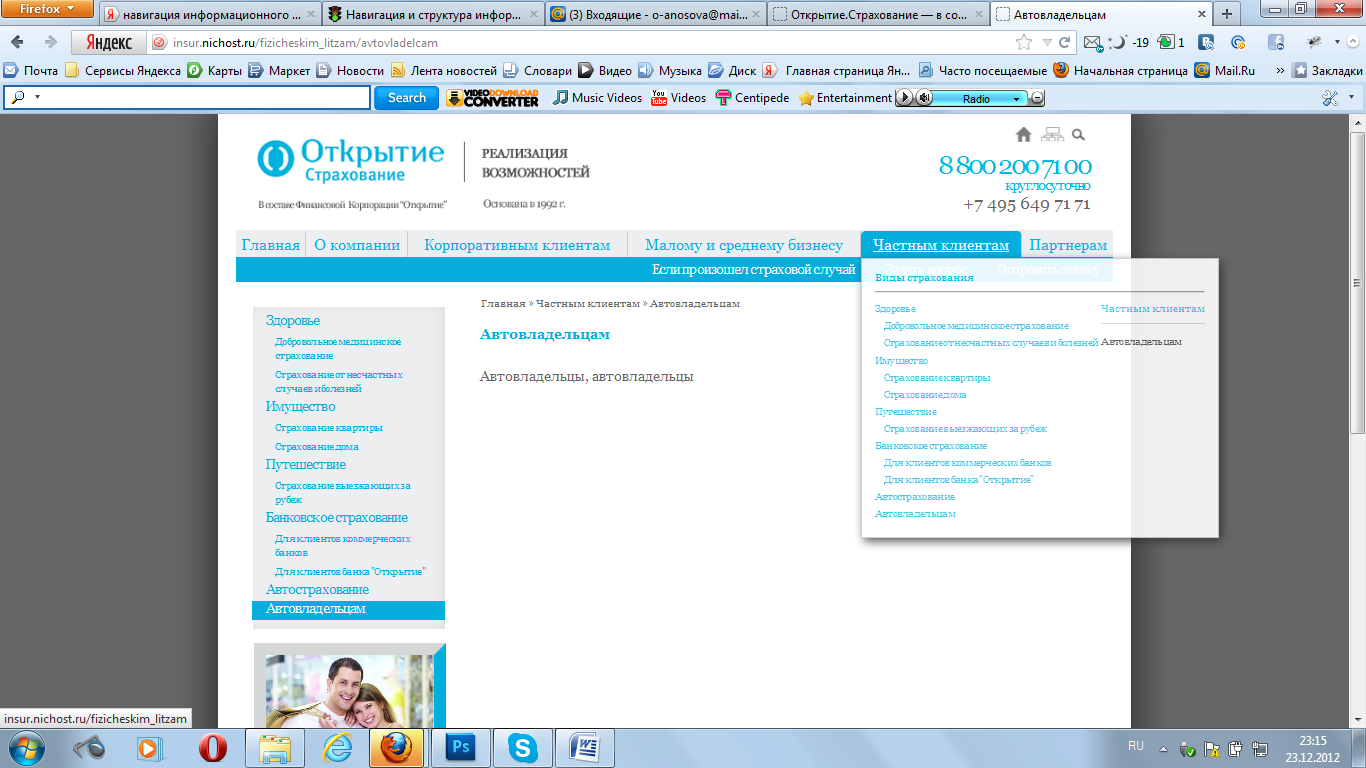 Firefox
навигация информационного ...
Навигация и структура инфор...
(3) Входящие - o-anosova@mai...
Открытие.Страхование — в со...
Автовладельцам
Яндекс
insur.nichost.ru/fizicheskim_litzam/avtovladelcam
-19
1
Почта
Сервисы Яндекса
Карты
Маркет
Новости
Лента новостей
Словари
Видео
Музыка
Диск
Главная страница Ян...
Часто посещаемые
Начальная страница
Mail.Ru
»
Закладки
Search
VIDEO DOWNLOAD CONVERTER
Music Videos
Videos
Centipede
Entertainment
Radio
Открытие
Страхование
РЕАЛИЗАЦИЯ
ВОЗМОЖНОСТЕЙ
В составе Финансовой Корпорации "Открытие"
Основана в 1992 г.
8 800 200 71 00
круглосуточно
+7 495 649 71 71
Главная
О компании
Корпоративным клиентам
Малому и среднему бизнесу
Частным клиентам
Партнерам
Если произошел страховой случай
Задать вопрос
Отправить заявку
Здоровье
Добровольное медицинское
страхование
Страхование от несчастных
случаев и болезней
Имущество
Страхование квартиры
Страхование дома
Путешествие
Страхование выезжающих за
рубеж
Банковское страхование
Для клиентов коммерческих
банков
Для клиентов банка "Открытие"
Автострахование
Автовладельцам
Главная » Частным клиентам » Автовладельцам
Автовладельцам
Автовладельцы, автовладельцы
Виды страхования
Здоровье
Добровольное медицинское страхование
Страхование от несчастных случаев и болезней
Имущество
Страхование квартиры
Страхование дома
Путешествие
Страхование выезжающих за рубеж
Банковское страхование
Для клиентов коммерческих банков
Для клиентов банка "Открытие"
Автострахование
Автовладельцам
Частным клиентам
Автовладельцам
insur.nichost.ru/fizicheskim_litzam
RU
23:15
23.12.2012